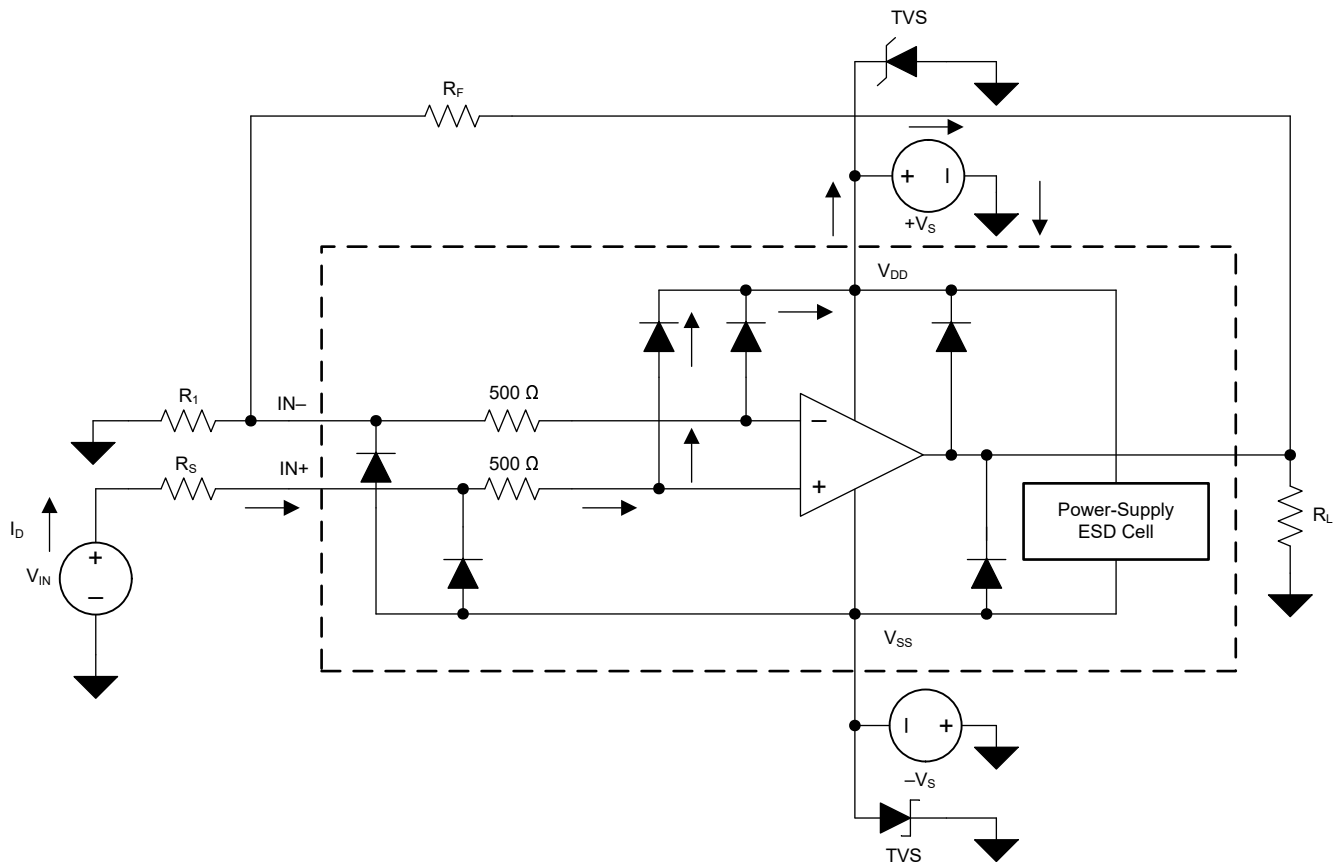 TVS
R_F
+ –
+V_S
V_DD
R_1
IN–
500 Ω
–
R_S
IN+
500 Ω
+
Power-Supply
ESD Cell
R_L
I_D
+
V_IN
–
V_SS
– +
–V_S
TVS